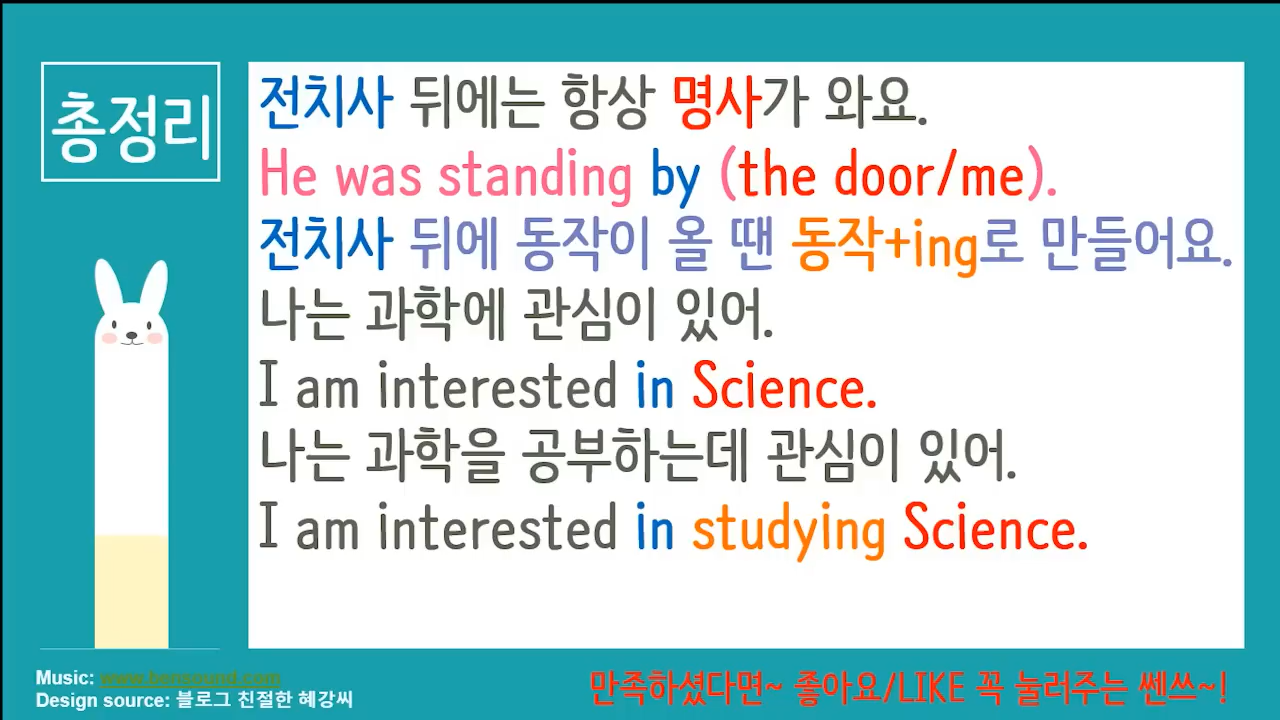 총정리
전치사 뒤에는 항상 명사가 와요.
He was standing by (the door/me).
전치사 뒤에 동작이 올 땐 동작+ing로 만들어요.
나는 과학에 관심이 있어.
I am interested in Science.
나는 과학을 공부하는데 관심이 있어.
I am interested in studying Science.
Music: www.bensound.com
Design source: 블로그 친절한 혜강씨
만족하셨다면~ 좋아요/LIKE 꼭 눌러주는 쎈쓰~!